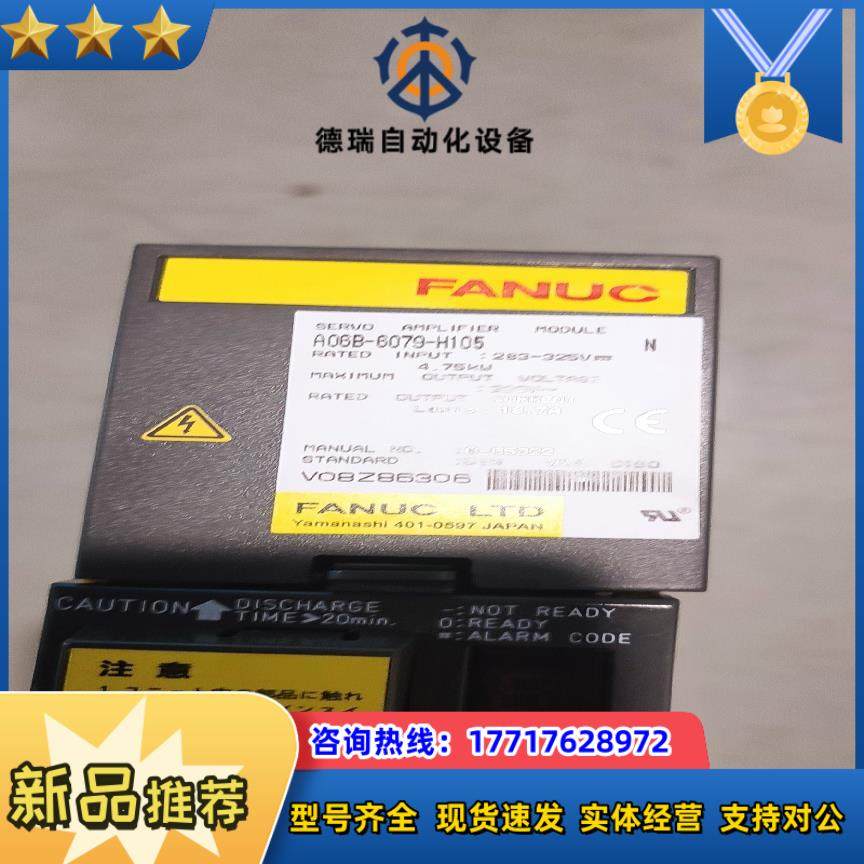 德瑞自动化设备
FANUC
SERVO AMPLIFIER MODULE
A06B-6079-H105 N
RATED INPUT : 283-325V
4.75kW
MAXIMUM OUTPUT VOLTAGE
RATED OUTPUT
CE
MANUAL NO.
STANDARD
V08Z86306
FANUC LTD
Yamanashi 401-0597 JAPAN
CAUTION DISCHARGE TIME>20min.
-:NOT READY
0:READY
#:ALARM CODE
注意
咨询热线：17717628972
新品推荐
型号齐全 现货速发 实体经营 支持对公